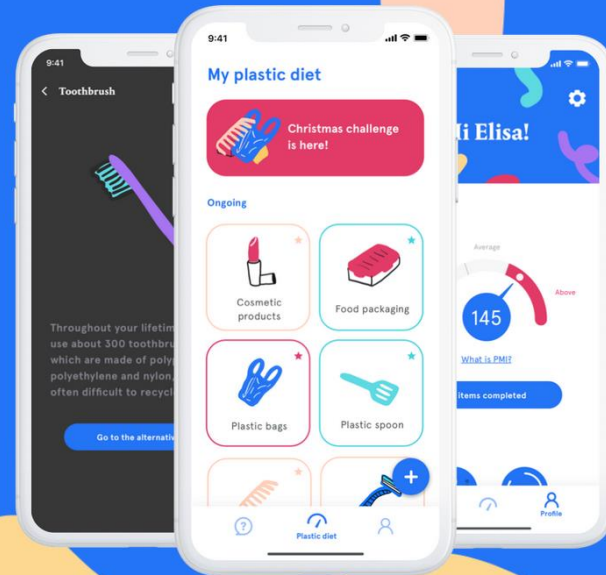 9:41
Toothbrush
Throughout your lifetim
use about 300 toothbru
which are made of polyp
polyethylene and nylon,
often difficult to recycl
Go to the alternativ
9:41
My plastic diet
Christmas challenge
is here!
Ongoing
Cosmetic
products
Food packaging
Plastic bags
Plastic spoon
+
Plastic diet
Hi Elisa!
Average
Above
145
What is PMI?
items completed
Profile